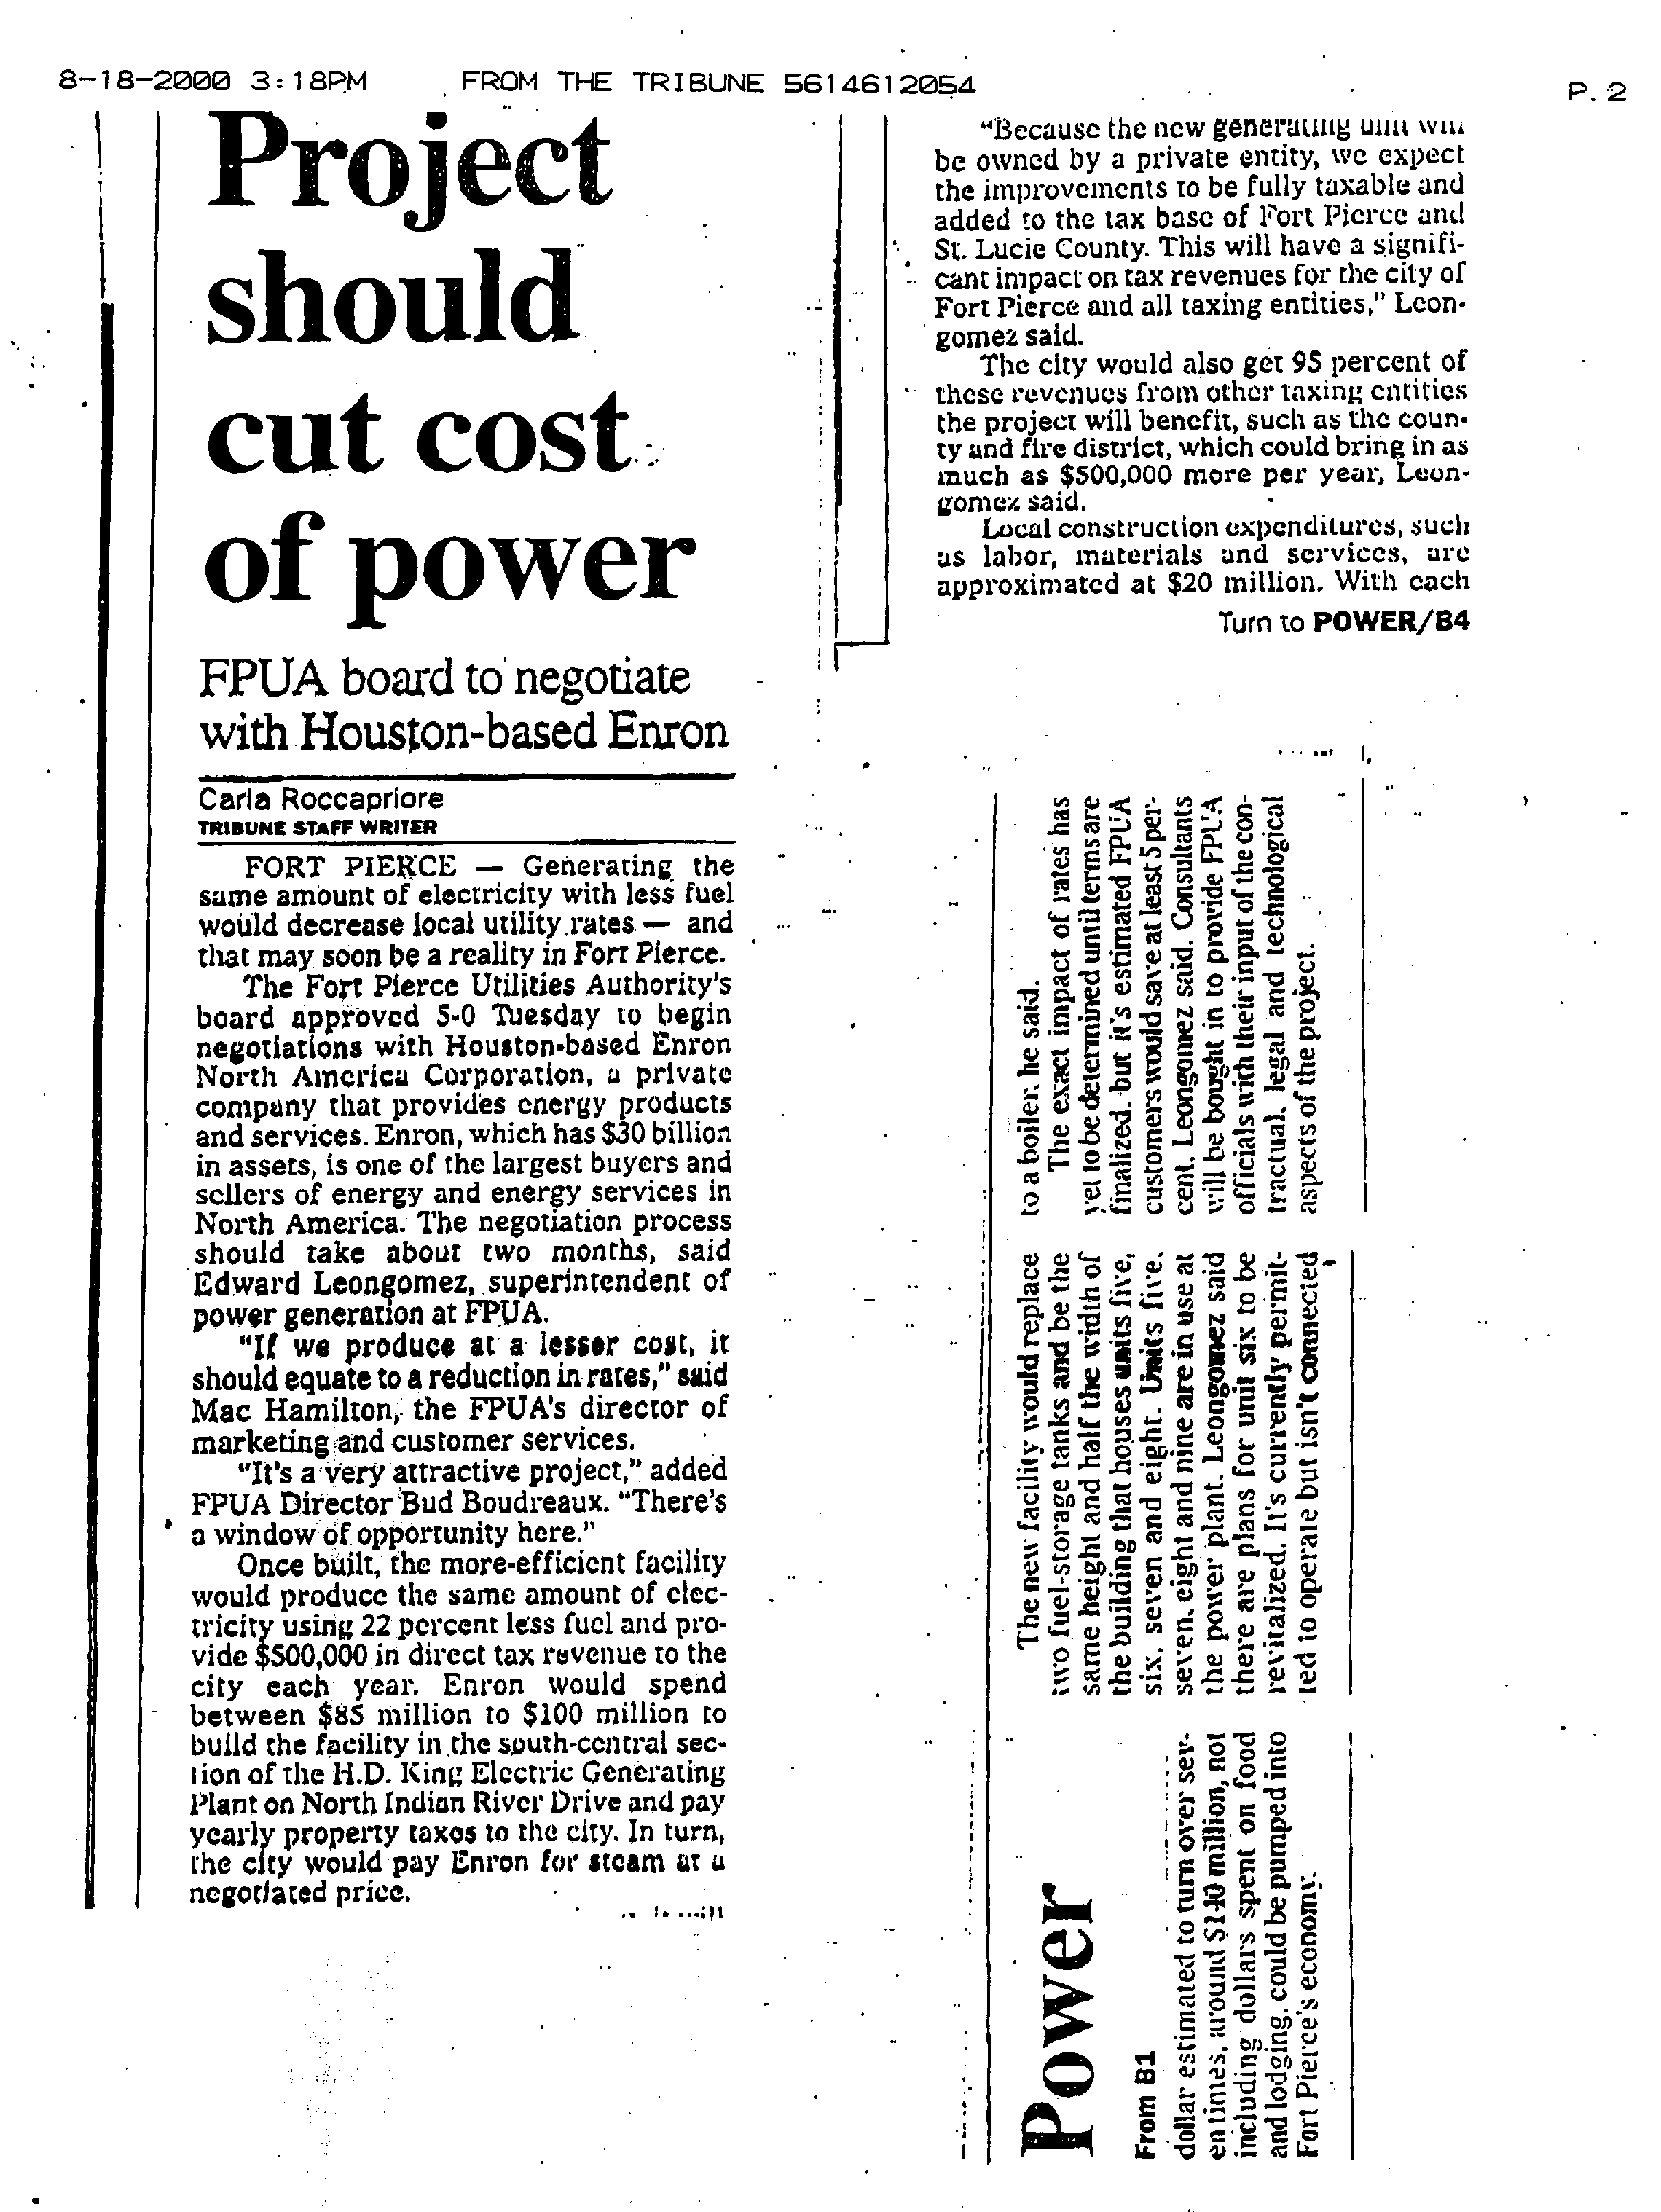 8-18-2000 3:18PM FROM THE TRIBUNE 5614612054 P.2
Project
should
cut cost
of power
FPUA board to negotiate
with Houston-based Enron
Carla Roccapriore
TRIBUNE STAFF WRITER
FORT PIERCE — Generating the
same amount of electricity with less fuel
would decrease local utility rates — and
that may soon be a reality in Fort Pierce.
The Fort Pierce Utilities Authority's
board approved 5-0 Tuesday to begin
negotiations with Houston-based Enron
North America Corporation, a private
company that provides energy products
and services. Enron, which has $30 billion
in assets, is one of the largest buyers and
sellers of energy and energy services in
North America. The negotiation process
should take about two months, said
Edward Leongomez, superintendent of
power generation at FPUA.
"If we produce at a lesser cost, it
should equate to a reduction in rates," said
Mac Hamilton, the FPUA's director of
marketing and customer services.
"It's a very attractive project," added
FPUA Director Bud Boudreaux. "There's
a window of opportunity here."
Once built, the more-efficient facility
would produce the same amount of elec-
tricity using 22 percent less fuel and pro-
vide $500,000 in direct tax revenue to the
city each year. Enron would spend
between $85 million to $100 million to
build the facility in the south-central sec-
tion of the H.D. King Electric Generating
Plant on North Indian River Drive and pay
yearly property taxes to the city. In turn,
the city would pay Enron for steam at a
negotiated price.
"Because the new generating unit will
be owned by a private entity, we expect
the improvements to be fully taxable and
added to the tax base of Fort Pierce and
St. Lucie County. This will have a signifi-
cant impact on tax revenues for the city of
Fort Pierce and all taxing entities," Leon-
gomez said.
The city would also get 95 percent of
these revenues from other taxing entities
the project will benefit, such as the coun-
ty and fire district, which could bring in as
much as $500,000 more per year, Leon-
gomez said.
Local construction expenditures, such
as labor, materials and services, are
approximated at $20 million. With each
Turn to POWER/B4
Power
From B1
dollar estimated to turn over sev-
en times, around $140 million, not
including dollars spent on food
and lodging, could be pumped into
Fort Pierce's economy.
The new facility would replace
two fuel-storage tanks and be the
same height and half the width of
the building that houses units five,
six, seven and eight. Units five,
seven, eight and nine are in use at
the power plant. Leongomez said
there are plans for unit six to be
revitalized. It's currently permit-
ted to operate but isn't connected
to a boiler, he said.
The exact impact of rates has
yet to be determined until terms are
finalized, but it's estimated FPUA
customers would save at least 5 per-
cent, Leongomez said. Consultants
will be bought in to provide FPUA
officials with their input of the con-
tractual, legal and technological
aspects of the project.